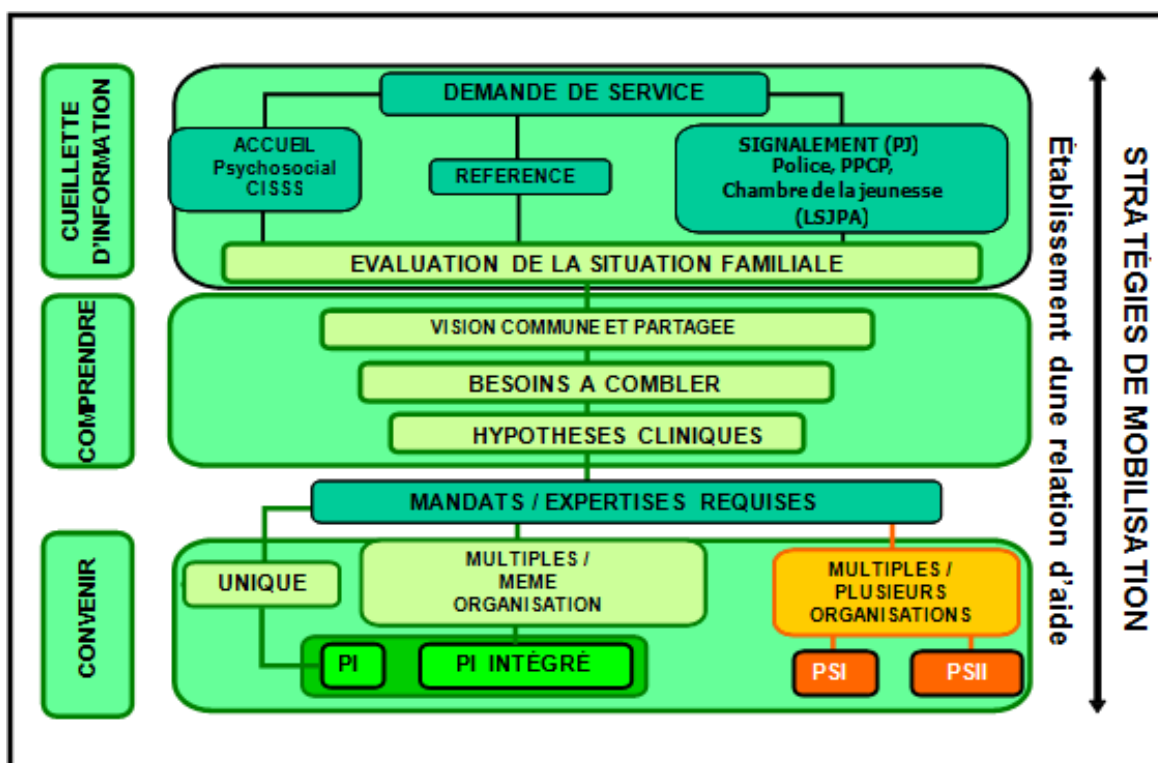 CUEILLETTE
D'INFORMATION
DEMANDE DE SERVICE
ACCUEIL
Psychosocial
CISSS
REFERENCE
SIGNALEMENT (PJ)
Police, PPCP,
Chambre de la jeunesse
(LSJPA)
EVALUATION DE LA SITUATION FAMILIALE
COMPRENDRE
VISION COMMUNE ET PARTAGEE
BESOINS A COMBLER
HYPOTHESES CLINIQUES
MANDATS / EXPERTISES REQUISES
CONVENIR
UNIQUE
MULTIPLES /
MEME
ORGANISATION
MULTIPLES /
PLUSIEURS
ORGANISATIONS
PI
PI INTÉGRÉ
PSI
PSII
Établissement dune relation d'aide
STRATÉGIES DE MOBILISATION